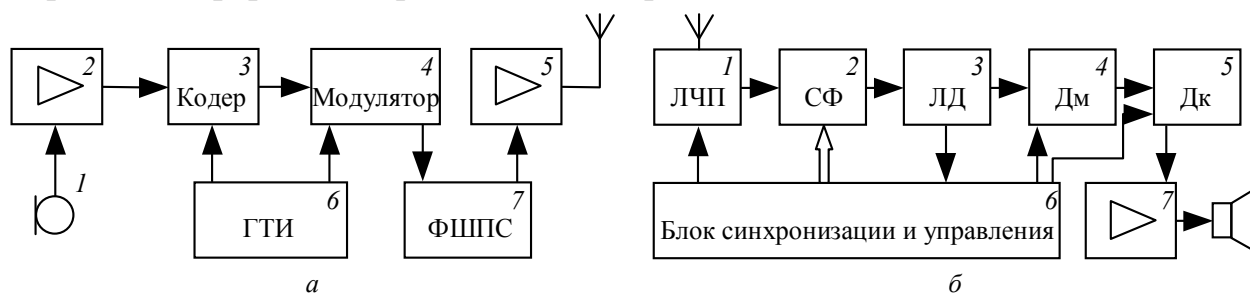 2
3
Кодер
4
Модулятор
5
1
6
ГТИ
7
ФШПС
а
1
ЛЧП
2
СФ
3
ЛД
4
Дм
5
Дк
6
Блок синхронизации и управления
7
б